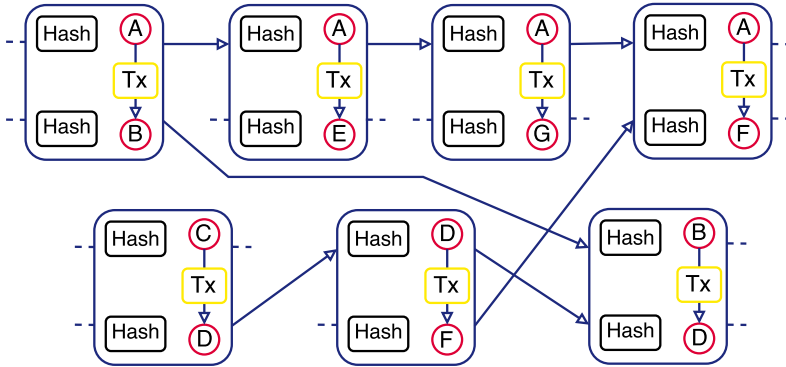 Hash A Hash A Hash A Hash A
Tx Tx Tx Tx
Hash B Hash E Hash G Hash F
Hash C Hash D Hash B
Tx Tx Tx
Hash D Hash F Hash D